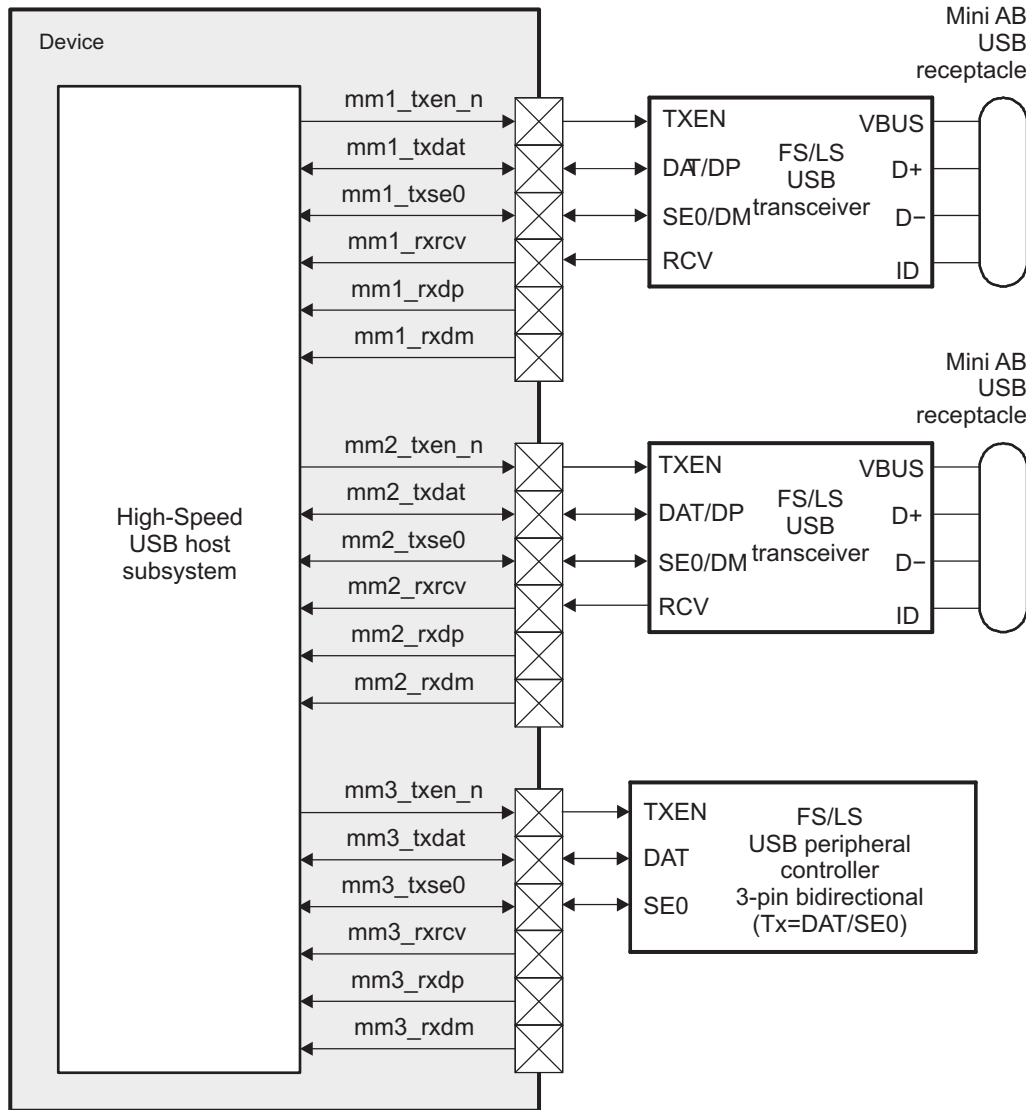 Device
Mini AB
USB
receptacle
mm1_txen_n
mm1_txdat
mm1_txse0
mm1_rxrcv
mm1_rxdp
mm1_rxdm
TXEN
DAT/DP
SE0/DM
RCV
FS/LS
USB
transceiver
VBUS
D+
D−
ID
Mini AB
USB
receptacle
High-Speed
USB host
subsystem
mm2_txen_n
mm2_txdat
mm2_txse0
mm2_rxrcv
mm2_rxdp
mm2_rxdm
TXEN
DAT/DP
SE0/DM
RCV
FS/LS
USB
transceiver
VBUS
D+
D−
ID
mm3_txen_n
mm3_txdat
mm3_txse0
mm3_rxrcv
mm3_rxdp
mm3_rxdm
TXEN
DAT
SE0
FS/LS
USB peripheral
controller
3-pin bidirectional
(Tx=DAT/SE0)